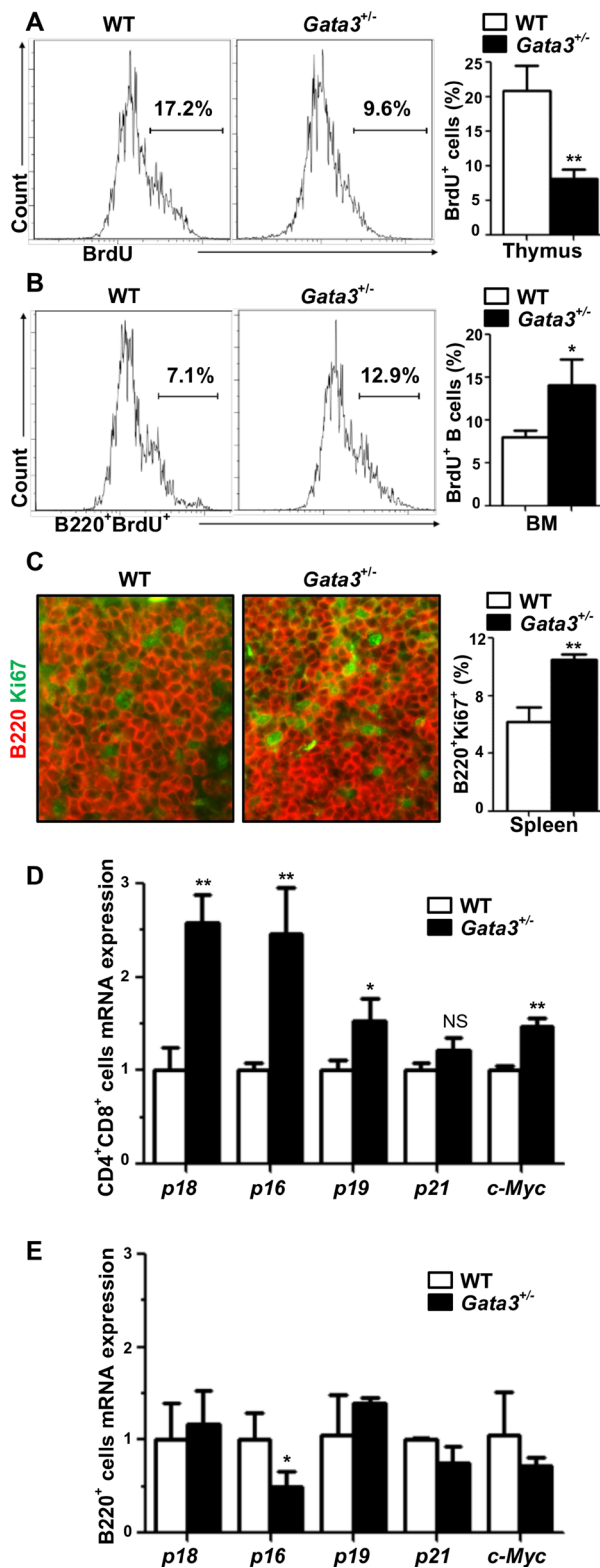 A
WT
Gata3+/-
WT
Gata3+/-
17.2%
9.6%
Count
BrdU
BrdU+ cells (%)
25
20
15
10
5
0
**
Thymus
B
WT
Gata3+/-
WT
Gata3+/-
7.1%
12.9%
Count
B220+BrdU+
BrdU+ B cells (%)
20
15
10
5
0
*
BM
C
WT
Gata3+/-
WT
Gata3+/-
B220 Ki67
B220+Ki67+ (%)
12
8
4
0
**
Spleen
D
CD4+CD8+ cells mRNA expression
3
2
1
0
** ** * NS **
WT
Gata3+/-
p18 p16 p19 p21 c-Myc
E
B220+ cells mRNA expression
3
2
1
0
*
WT
Gata3+/-
p18 p16 p19 p21 c-Myc